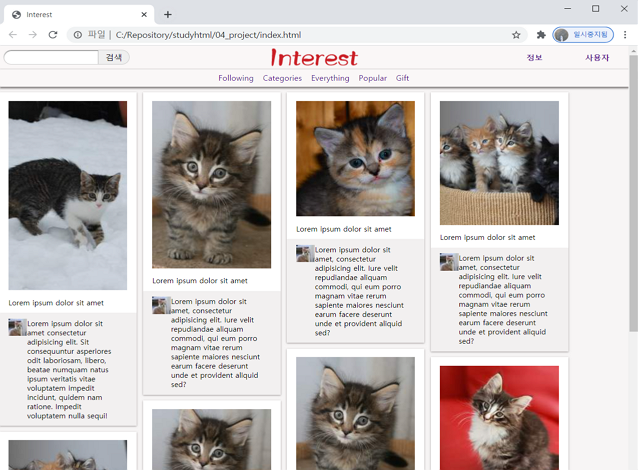 Interest
파일 | C:/Repository/studyhtml/04_project/index.html
일시중지됨
검색
Interest
정보 사용자
Following Categories Everything Popular Gift
Lorem ipsum dolor sit amet
Lorem ipsum dolor sit
amet consectetur
adipisicing elit. Sit
consequuntur asperiores
odit laboriosam, libero,
beatae numquam natus
ipsum veritatis vitae
voluptatem impedit
incidunt, quidem nam
ratione. Impedit
voluptatem nulla sequi!
Lorem ipsum dolor sit amet
Lorem ipsum dolor sit
amet, consectetur
adipisicing elit. Iure velit
repudiandae aliquam
commodi, qui eum porro
magnam vitae rerum
sapiente maiores nesciunt
earum facere deserunt
unde et provident aliquid
sed?
Lorem ipsum dolor sit amet
Lorem ipsum dolor sit
amet, consectetur
adipisicing elit. Iure velit
repudiandae aliquam
commodi, qui eum porro
magnam vitae rerum
sapiente maiores nesciunt
earum facere deserunt
unde et provident aliquid
sed?
Lorem ipsum dolor sit amet
Lorem ipsum dolor sit
amet, consectetur
adipisicing elit. Iure velit
repudiandae aliquam
commodi, qui eum porro
magnam vitae rerum
sapiente maiores nesciunt
earum facere deserunt
unde et provident aliquid
sed?